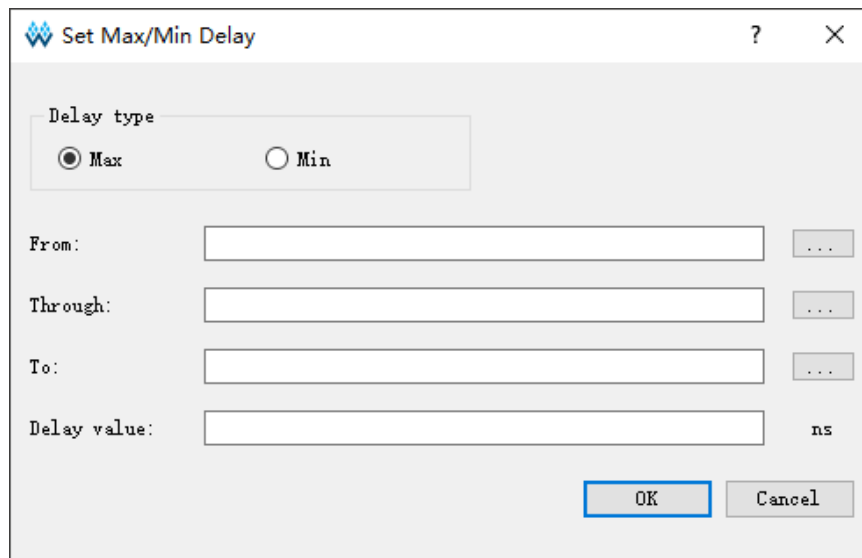 Set Max/Min Delay ?
Delay type
Max Min
From: ...
Through: ...
To: ...
Delay value: ns
OK Cancel